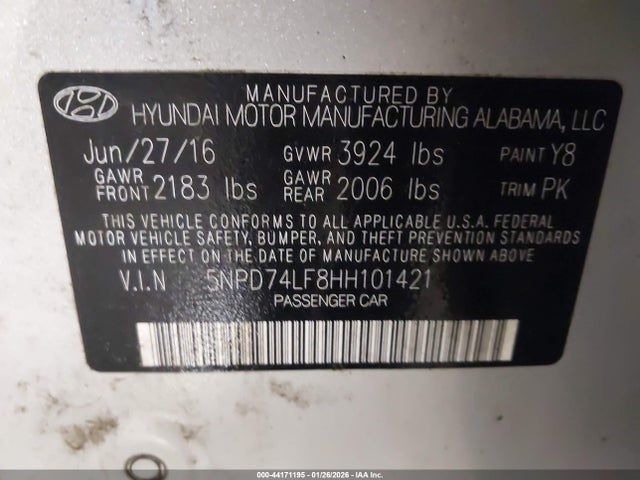 MANUFACTURED BY
HYUNDAI MOTOR MANUFACTURING ALABAMA, LLC
Jun/27/16 GVWR 3924 lbs PAINT Y8
GAWR FRONT 2183 lbs GAWR REAR 2006 lbs TRIM PK
THIS VEHICLE CONFORMS TO ALL APPLICABLE U.S.A. FEDERAL
MOTOR VEHICLE SAFETY, BUMPER, AND THEFT PREVENTION STANDARDS
IN EFFECT ON THE DATE OF MANUFACTURE SHOWN ABOVE.
V.I.N 5NPD74LF8HH101421
PASSENGER CAR
000-44171195 - 01/26/2026 - IAAI.COM